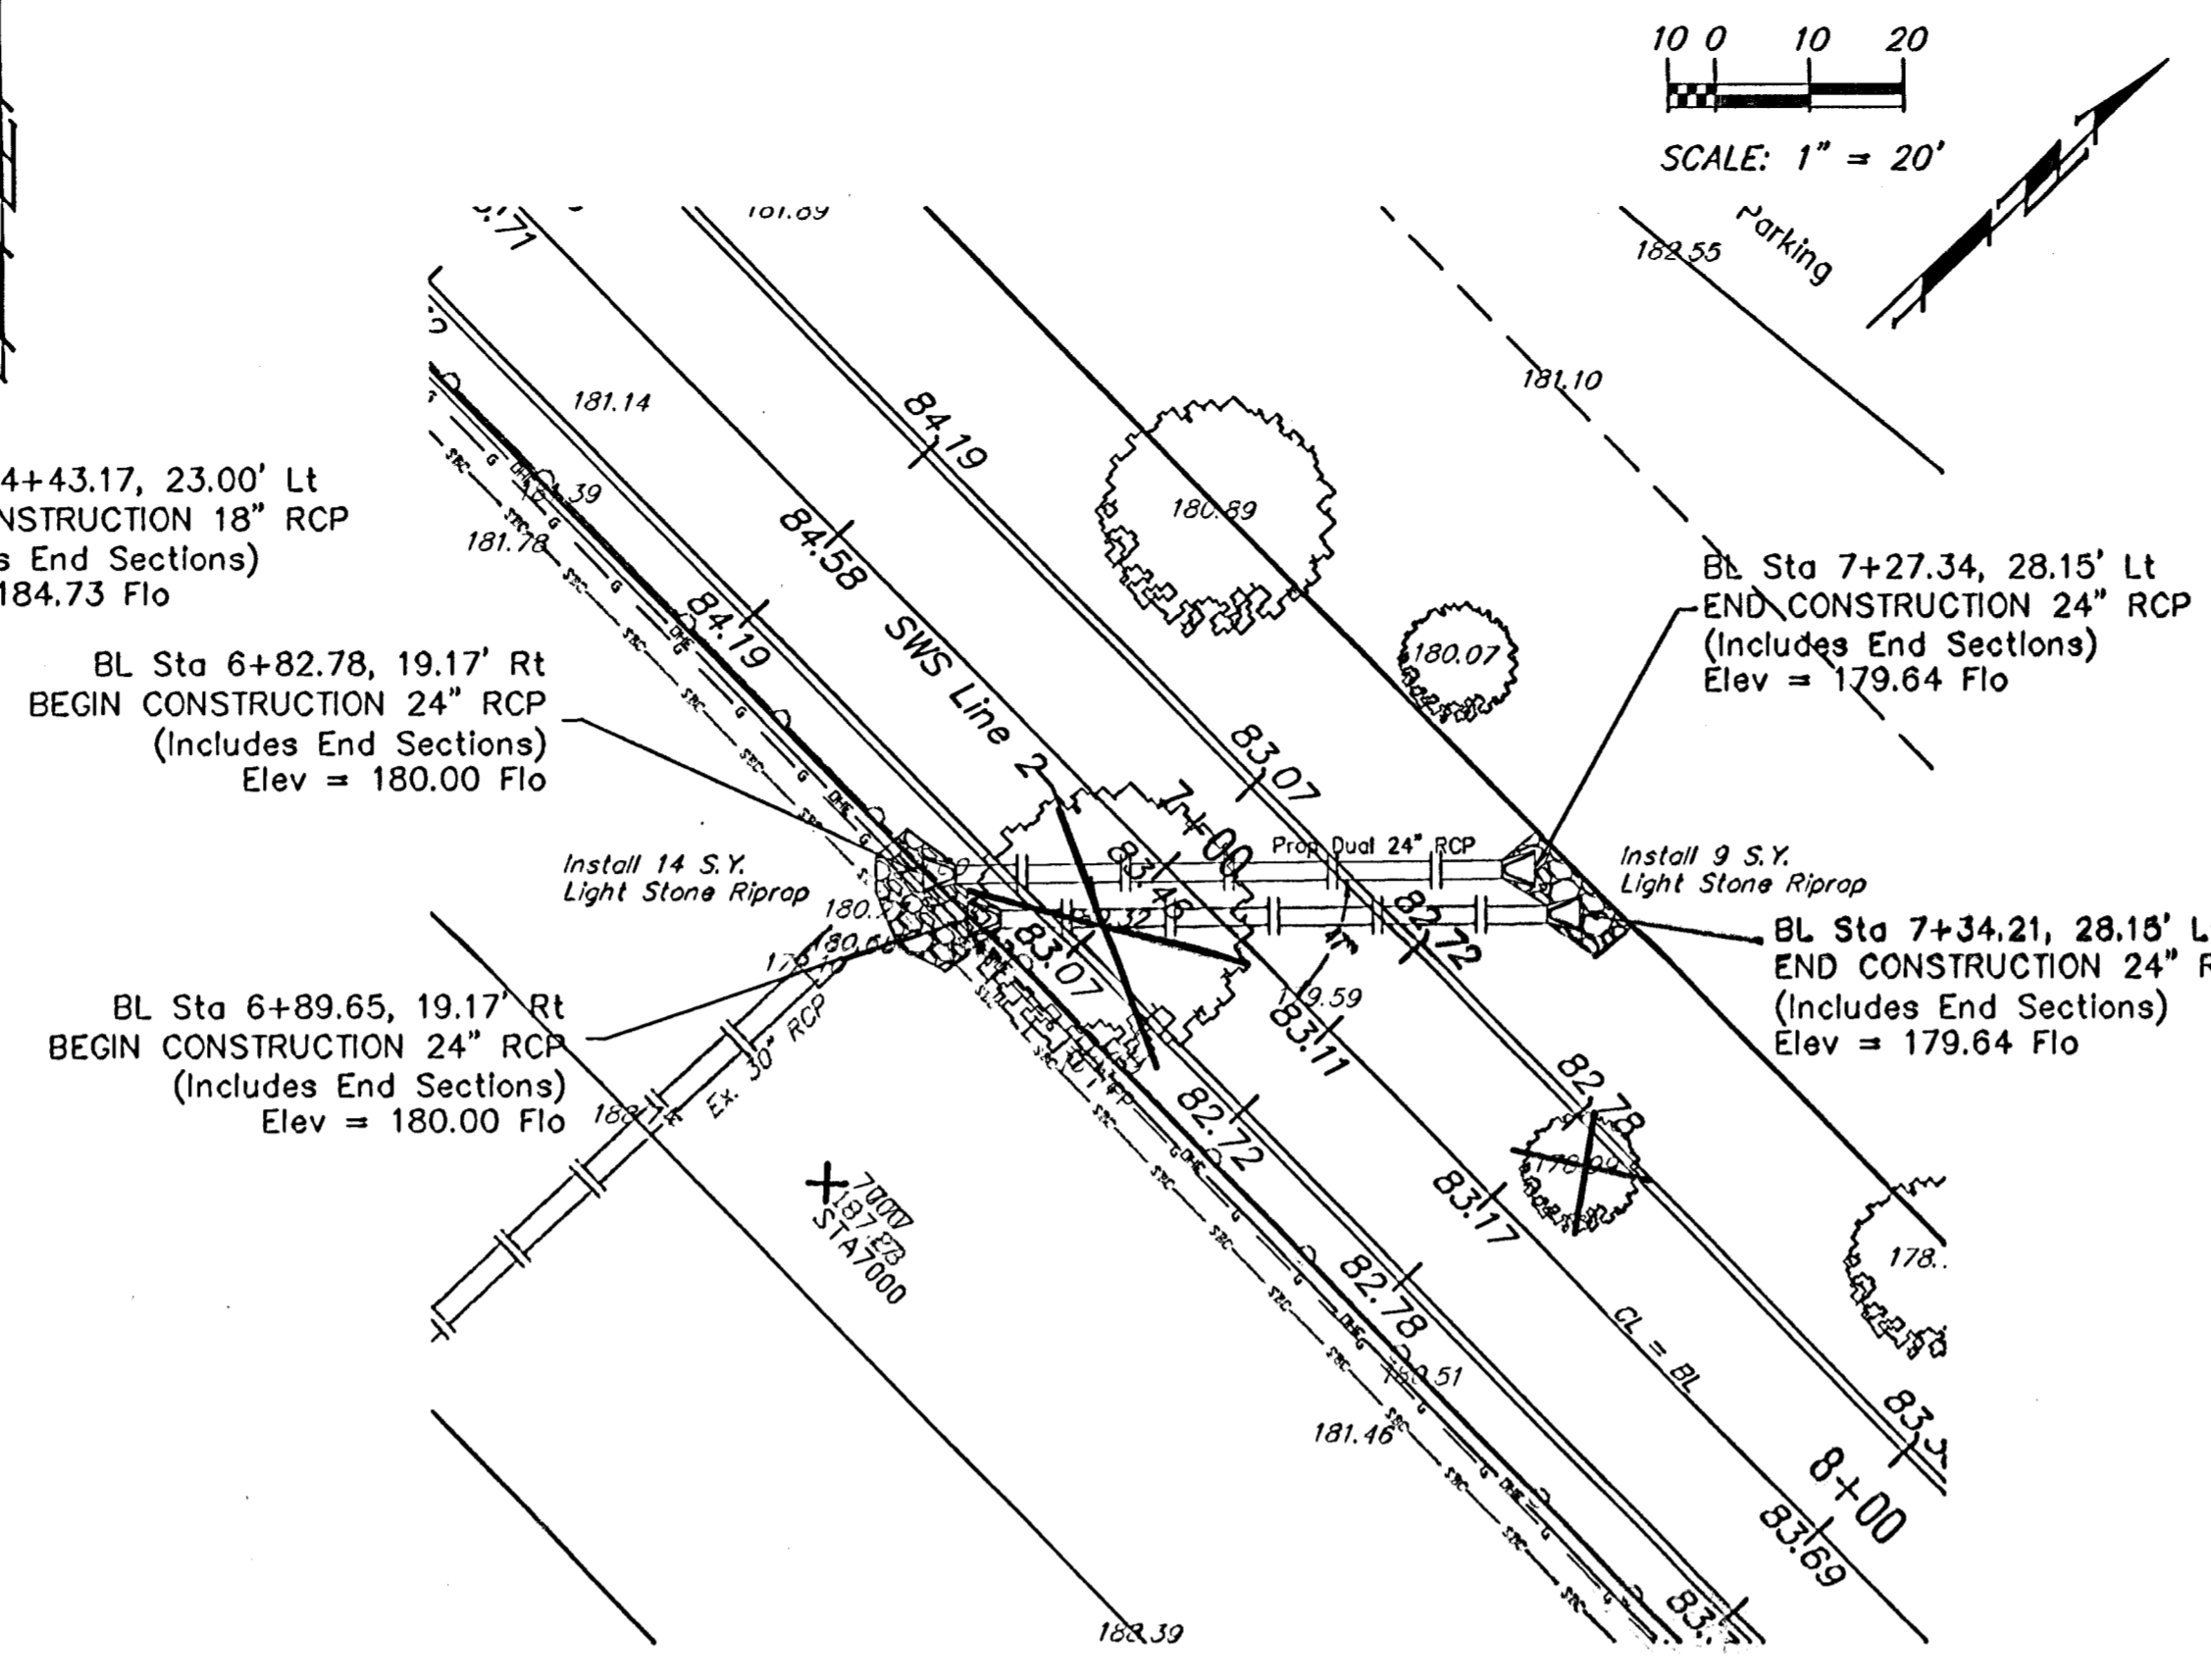 10 0 10 20
SCALE: 1" = 20'
Parking
182.55
181.10
181.14
84.19
180.89
4+43.17, 23.00' Lt
NSTRUCTION 18" RCP
s End Sections)
184.73 Flo
181.78
84.58
84.19
SWS Line 2
180.07
BL Sta 7+27.34, 28.15' Lt
END CONSTRUCTION 24" RCP
(Includes End Sections)
Elev = 179.64 Flo
BL Sta 6+82.78, 19.17' Rt
BEGIN CONSTRUCTION 24" RCP
(Includes End Sections)
Elev = 180.00 Flo
83.07
7+00
Prop Dual 24" RCP
Install 14 S.Y.
Light Stone Riprap
Install 9 S.Y.
Light Stone Riprap
82.72
83.07
BL Sta 7+34.21, 28.15' L
END CONSTRUCTION 24" R
(Includes End Sections)
Elev = 179.64 Flo
BL Sta 6+89.65, 19.17' Rt
BEGIN CONSTRUCTION 24" RCP
(Includes End Sections)
Elev = 180.00 Flo
Ex. 30" RCP
179.59
83.11
82.72
82.78
83.17
178.
STA7000
82.78
CL = BL
181.46
8+00
83.69
188.39